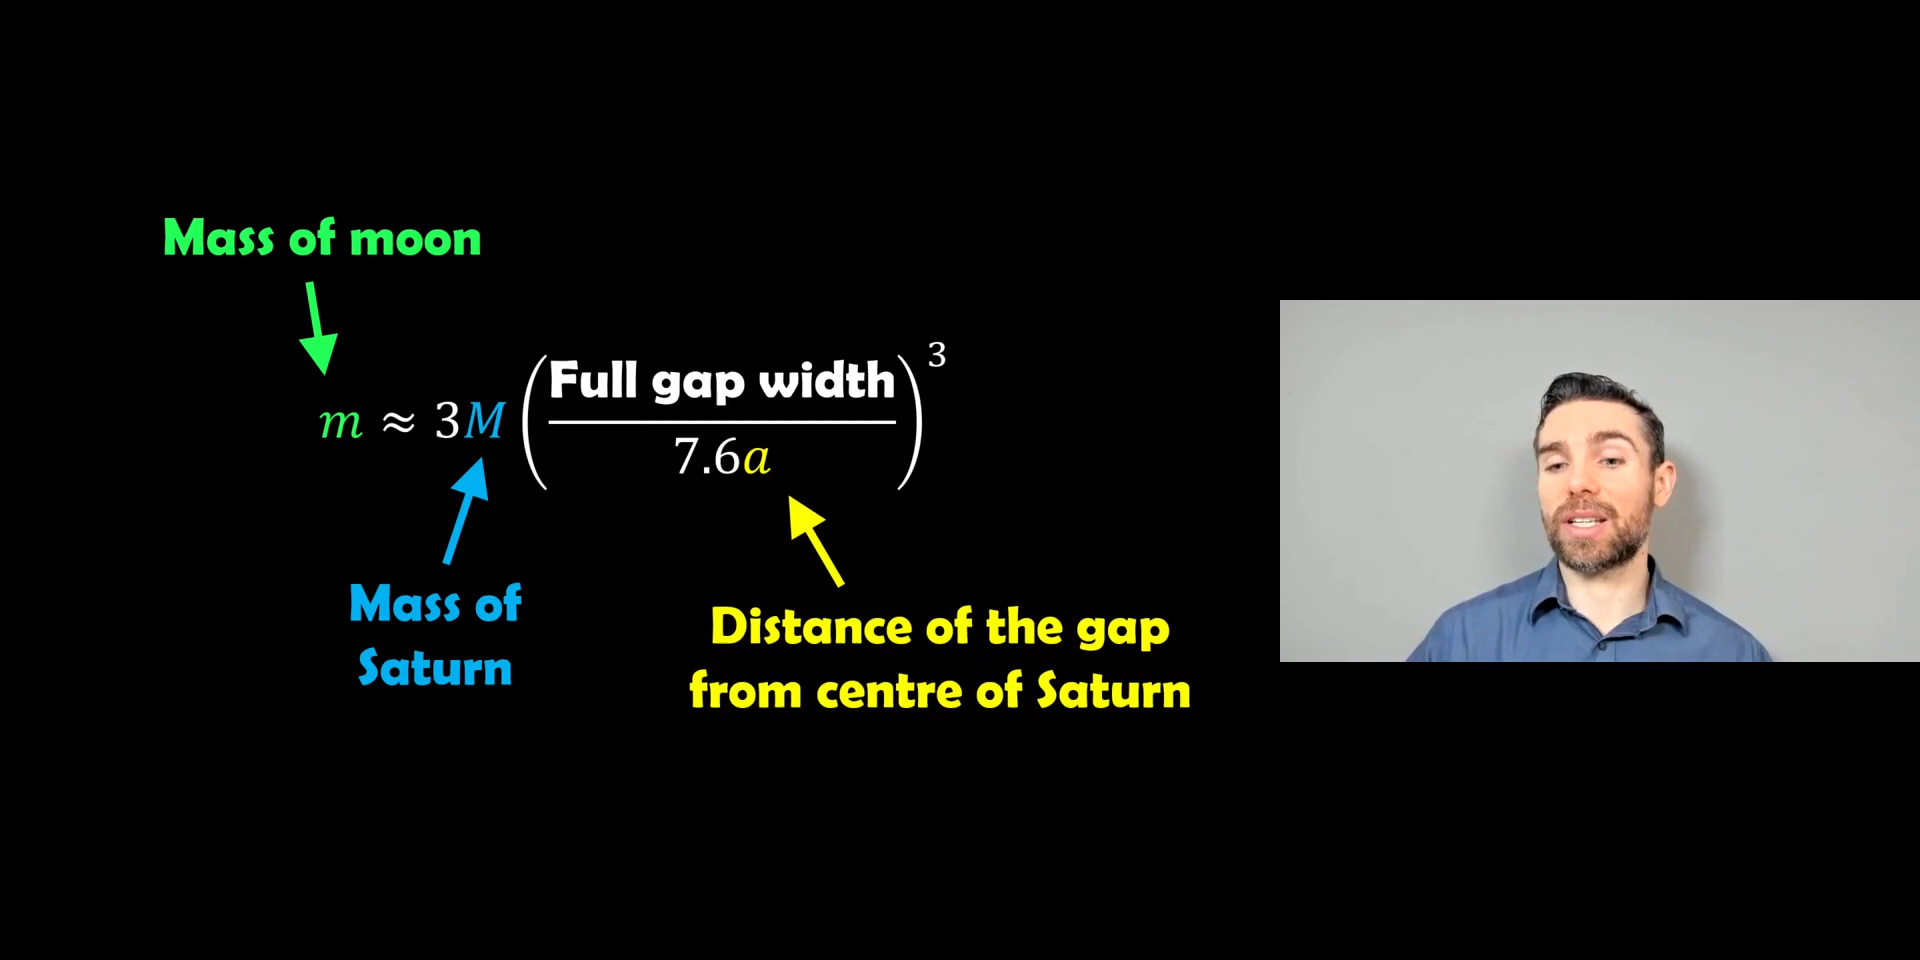 Mass of moon
m ≈ 3M (Full gap width / 7.6a)³
Mass of
Saturn
Distance of the gap
from centre of Saturn